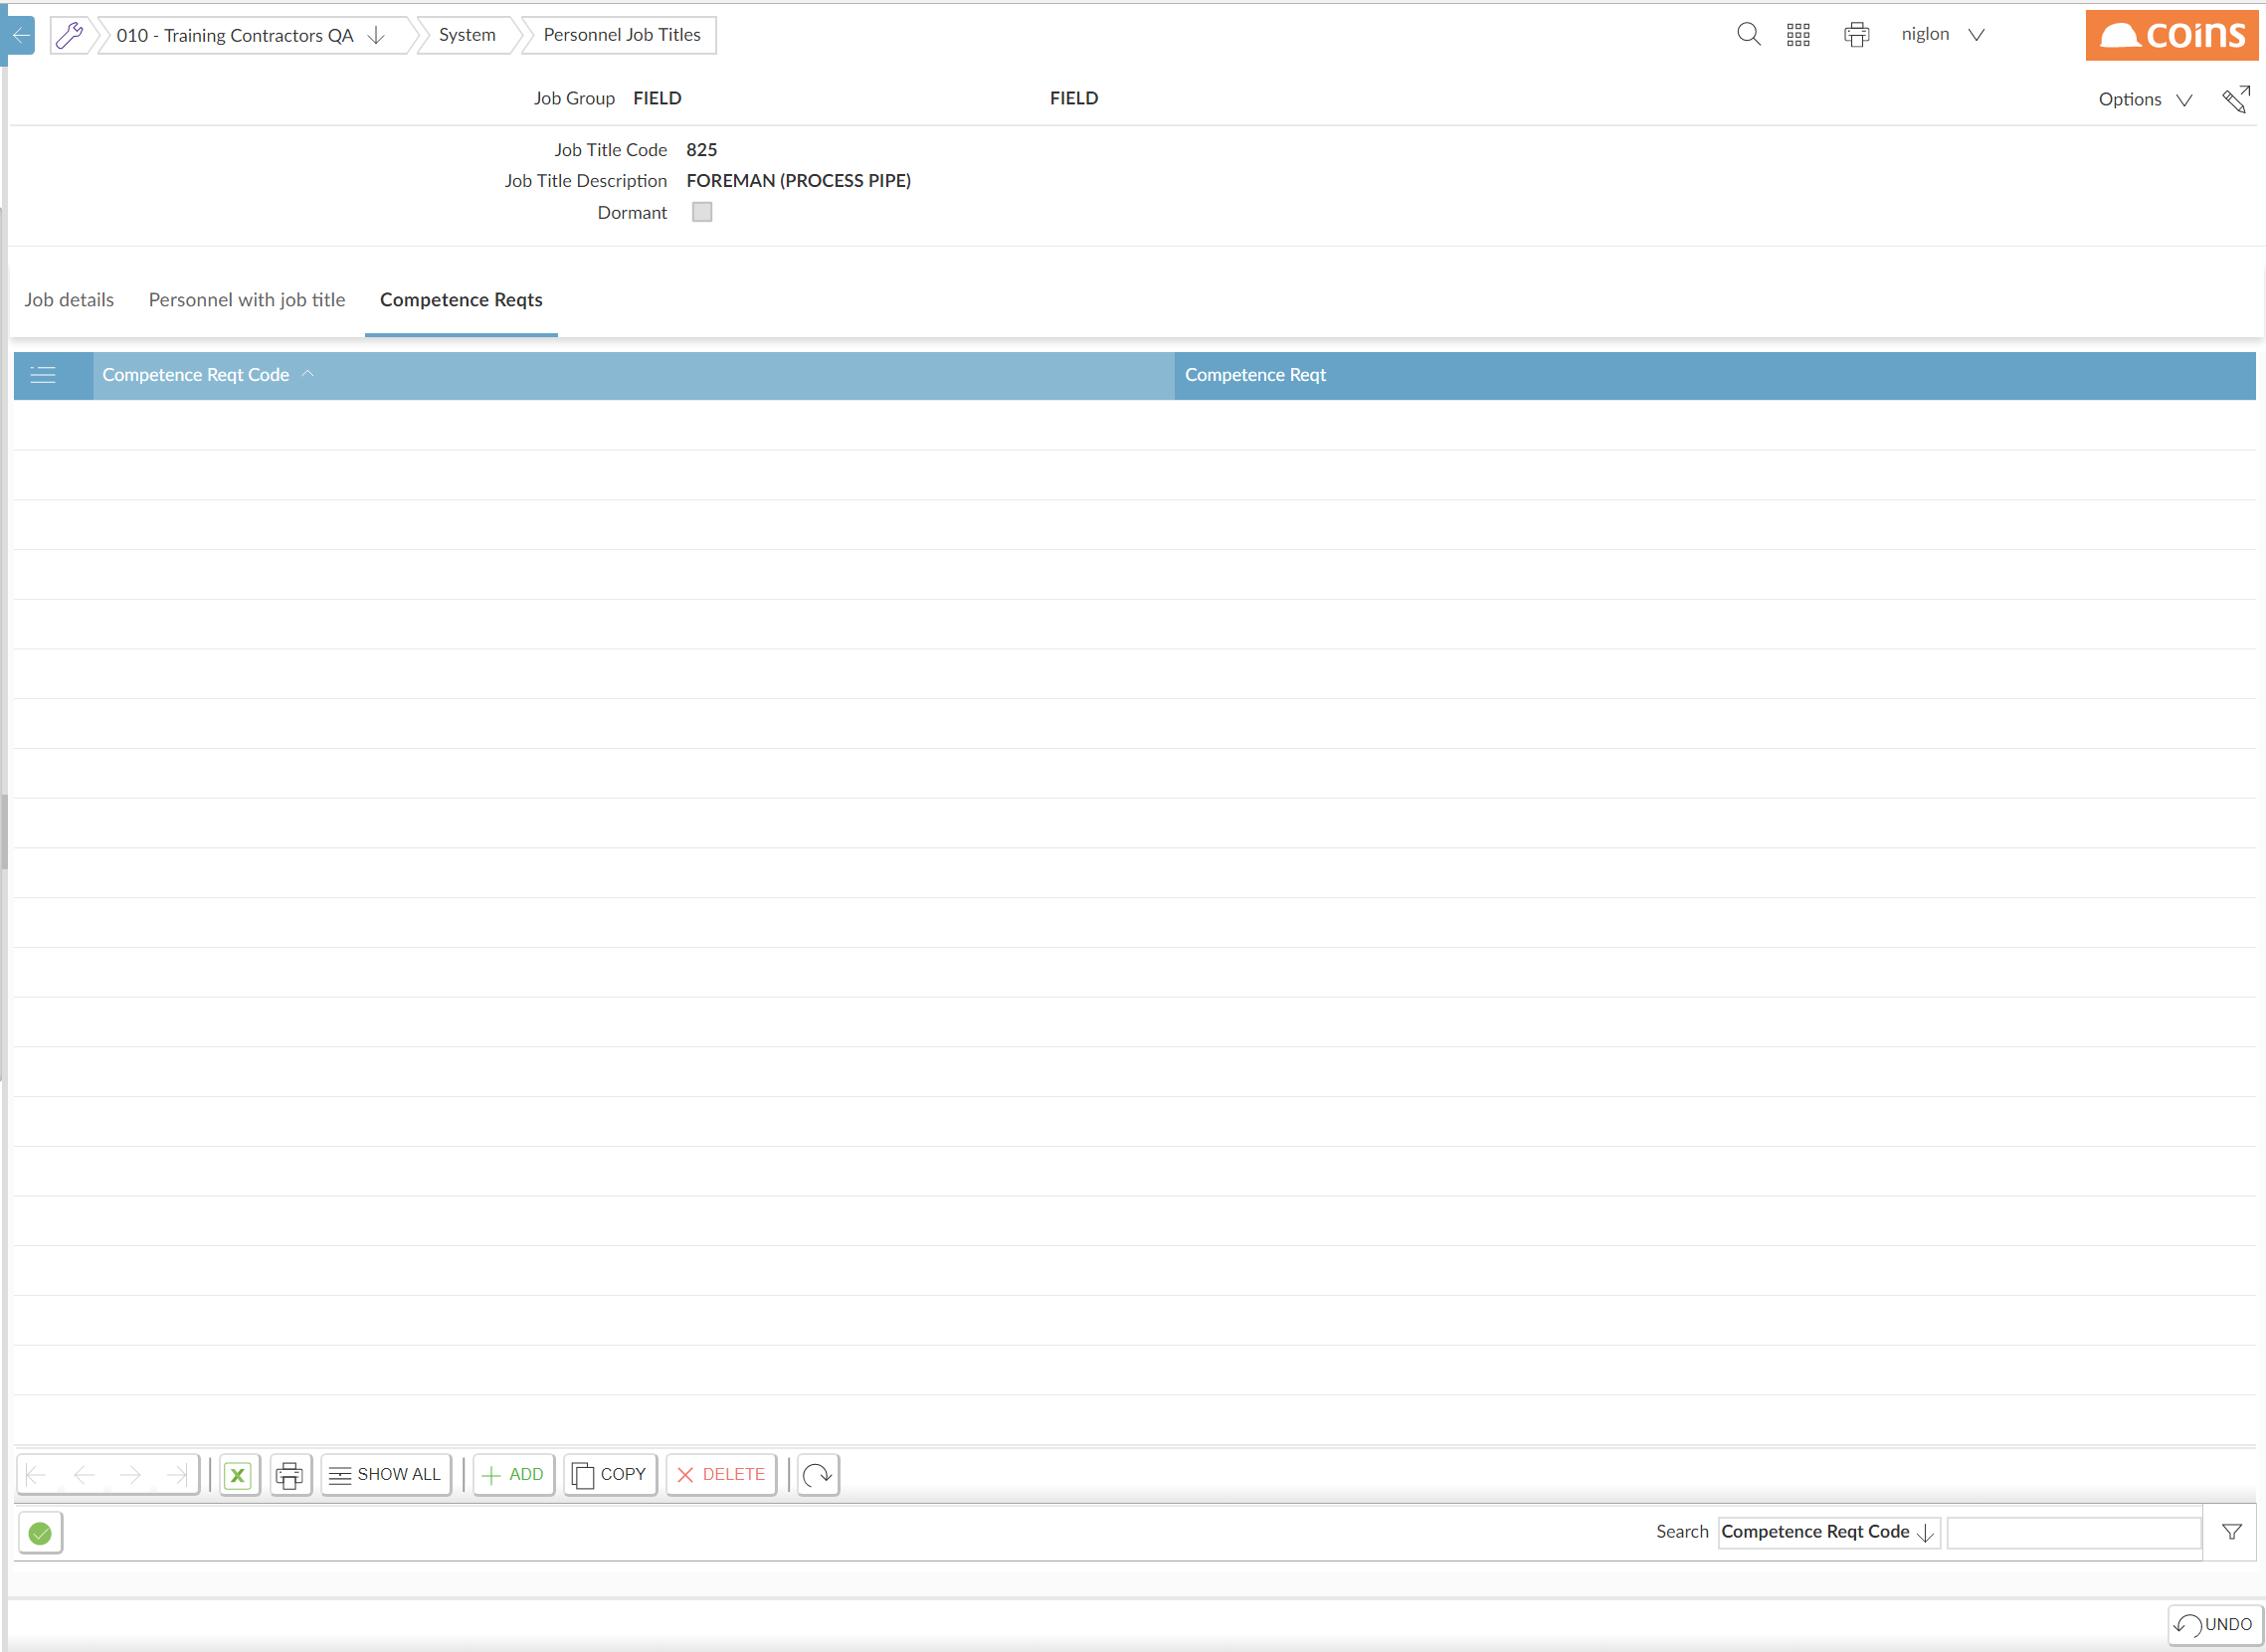 010 - Training Contractors QA System Personnel Job Titles niglon coins
Job Group FIELD FIELD Options
Job Title Code 825
Job Title Description FOREMAN (PROCESS PIPE)
Dormant
Job details Personnel with job title Competence Reqts
Competence Reqt Code Competence Reqt
SHOW ALL ADD COPY DELETE
Search Competence Reqt Code
UNDO